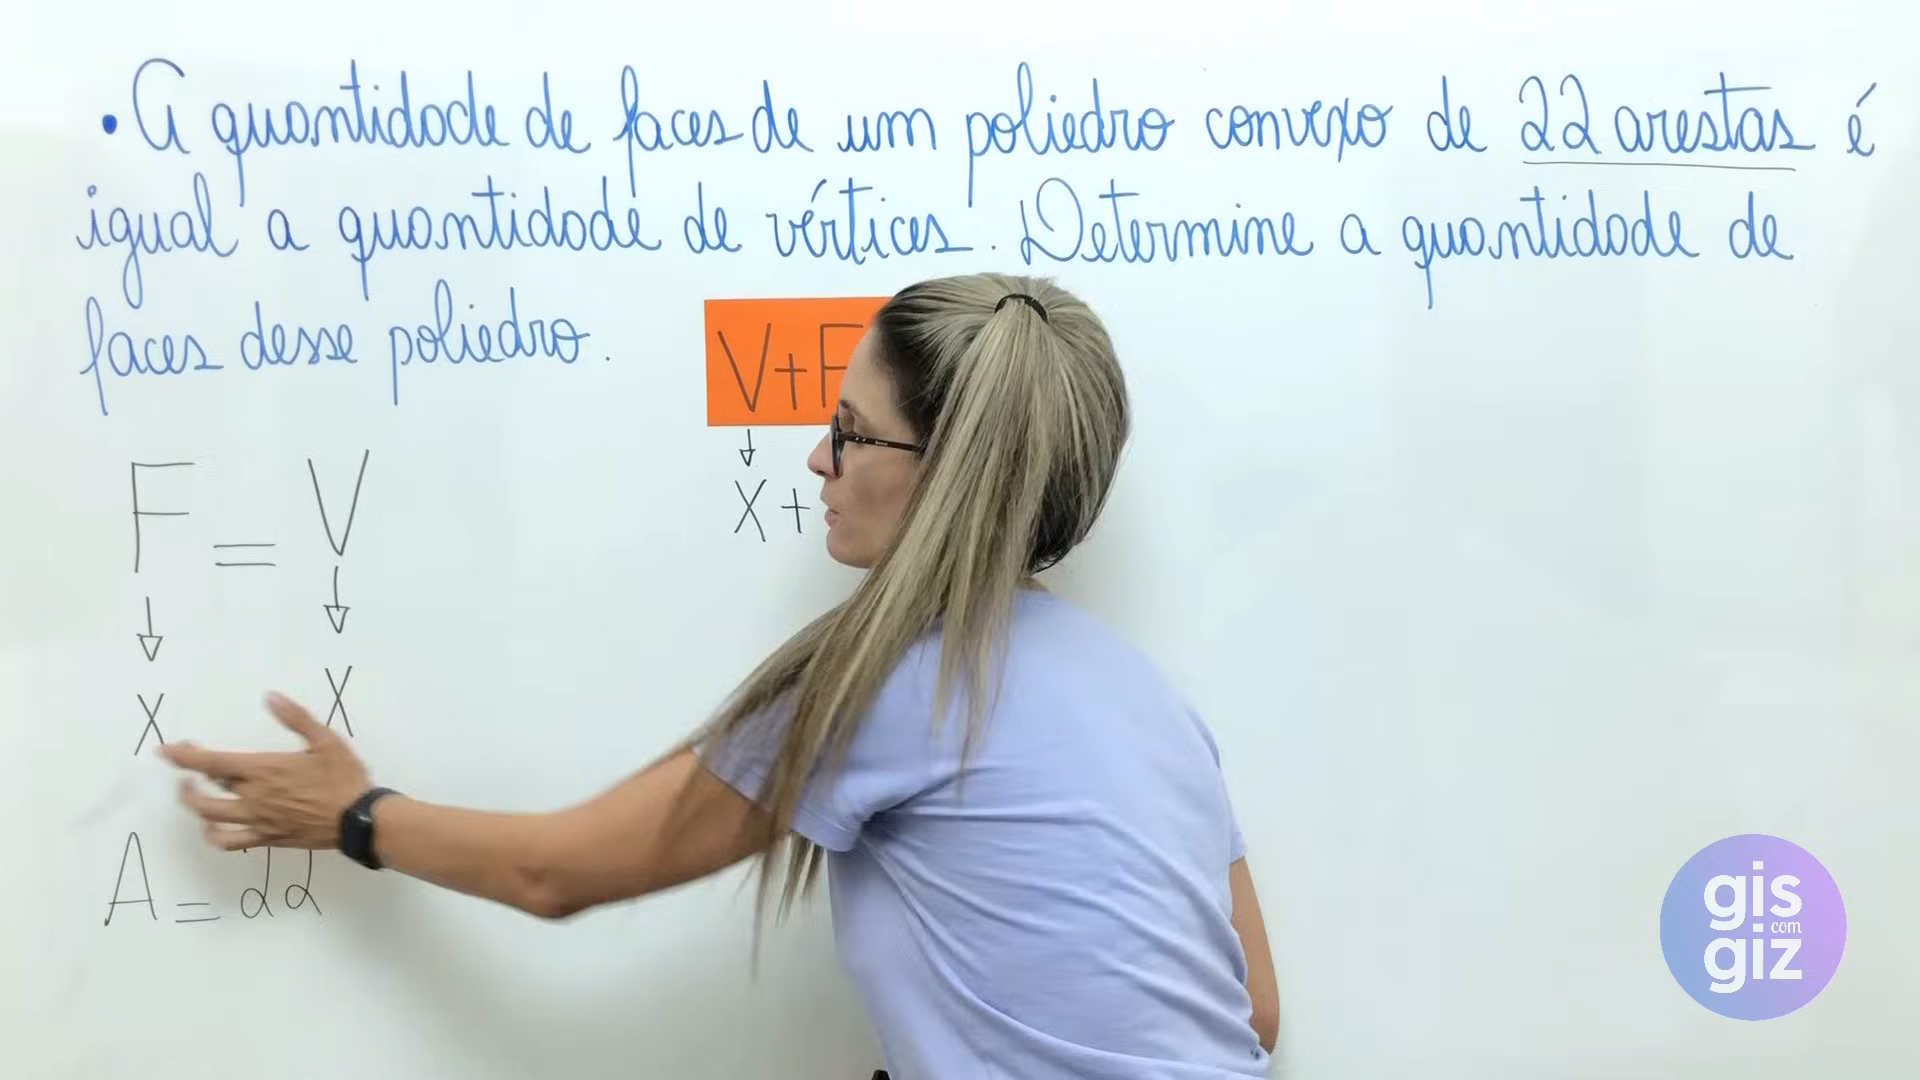 • A quantidade de faces de um poliedro convexo de 22 arestas é
igual a quantidade de vértices. Determine a quantidade de
faces desse poliedro.
V+F
X +
F = V
X X
A = 22
gis
com
giz